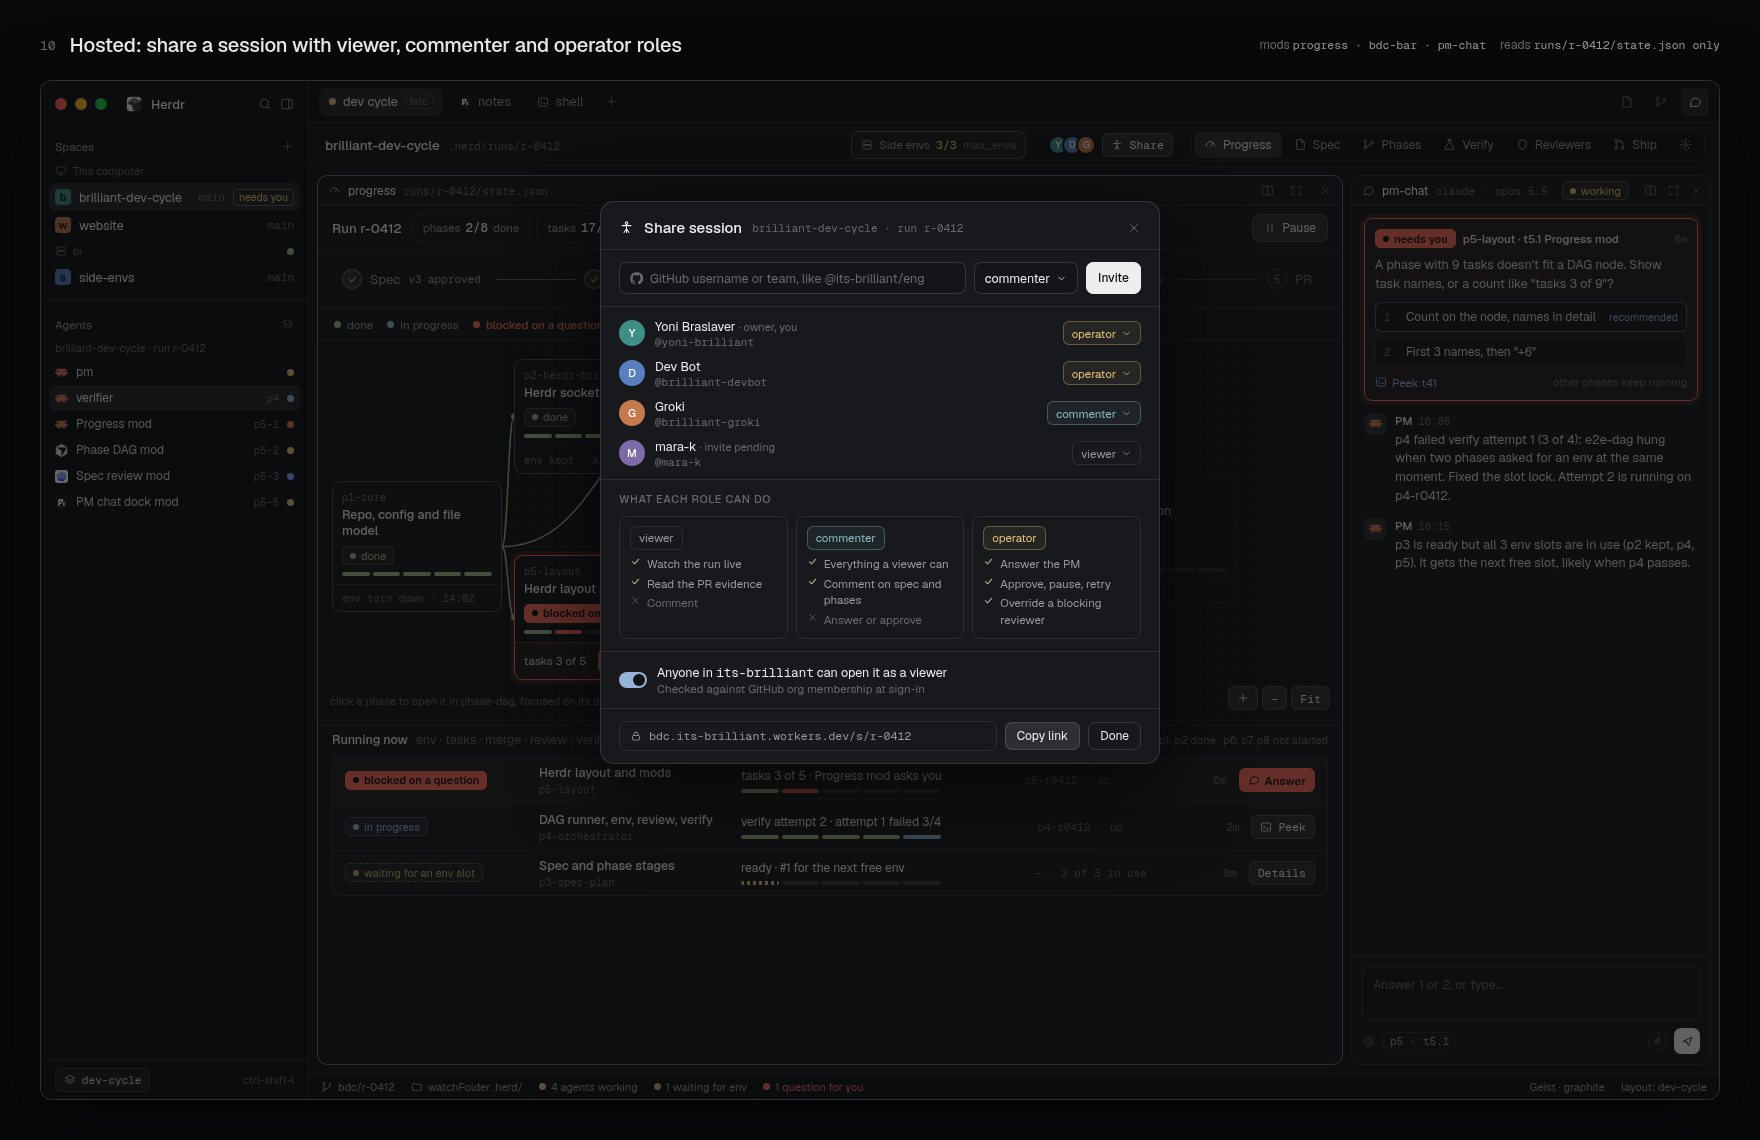 10 Hosted: share a session with viewer, commenter and operator roles
mods progress · bdc-bar · pm-chat reads runs/r-0412/state.json only
Herdr
dev cycle bdc
notes
shell
Spaces
This computer
brilliant-dev-cycle main needs you
website main
pi
side-envs main
Agents
brilliant-dev-cycle · run r-0412
pm
verifier p4
Progress mod p5-1
Phase DAG mod p5-2
Spec review mod p5-3
PM chat dock mod p5-5
dev-cycle ctrl-shift-l
brilliant-dev-cycle .herd/runs/r-0412
Side envs 3/3 max_envs
Y D G
Share
Progress
Spec
Phases
Verify
Reviewers
Ship
progress runs/r-0412/state.json
Run r-0412
phases 2/8 done
tasks 17/
Pause
Spec v3 approved
5 PR
done
in progress
blocked on a question
p1-core
Repo, config and file
model
done
env torn down · 14:02
p2-herdr-bri
Herdr socket
done
env kept · k
p5-layout
Herdr layout
blocked on
tasks 3 of 5
on
click a phase to open it in phase-dag, focused on its d
+
−
Fit
Share session brilliant-dev-cycle · run r-0412
GitHub username or team, like @its-brilliant/eng
commenter
Invite
Y Yoni Braslaver · owner, you
@yoni-brilliant
operator
D Dev Bot
@brilliant-devbot
operator
G Groki
@brilliant-groki
commenter
M mara-k · invite pending
@mara-k
viewer
WHAT EACH ROLE CAN DO
viewer
Watch the run live
Read the PR evidence
Comment
commenter
Everything a viewer can
Comment on spec and
phases
Answer or approve
operator
Answer the PM
Approve, pause, retry
Override a blocking
reviewer
Anyone in its-brilliant can open it as a viewer
Checked against GitHub org membership at sign-in
bdc.its-brilliant.workers.dev/s/r-0412
Copy link
Done
Running now env · tasks · merge · review · verif
p1, p2 done · p6, p7, p8 not started
blocked on a question
Herdr layout and mods
p5-layout
tasks 3 of 5 · Progress mod asks you
p5-r0412 · up
6m
Answer
in progress
DAG runner, env, review, verify
p4-orchestrator
verify attempt 2 · attempt 1 failed 3/4
p4-r0412 · up
2m
Peek
waiting for an env slot
Spec and phase stages
p3-spec-plan
ready · #1 for the next free env
— · 3 of 3 in use
9m
Details
pm-chat claude · opus 5.5
working
needs you p5-layout · t5.1 Progress mod 6m
A phase with 9 tasks doesn't fit a DAG node. Show
task names, or a count like "tasks 3 of 9"?
1 Count on the node, names in detail recommended
2 First 3 names, then "+6"
Peek t41 other phases keep running
PM 16:08
p4 failed verify attempt 1 (3 of 4): e2e-dag hung
when two phases asked for an env at the same
moment. Fixed the slot lock. Attempt 2 is running on
p4-r0412.
PM 16:15
p3 is ready but all 3 env slots are in use (p2 kept, p4,
p5). It gets the next free slot, likely when p4 passes.
Answer 1 or 2, or type...
@ p5 · t5.1
bdc/r-0412
watchFolder .herd/
4 agents working
1 waiting for env
1 question for you
Geist · graphite
layout: dev-cycle